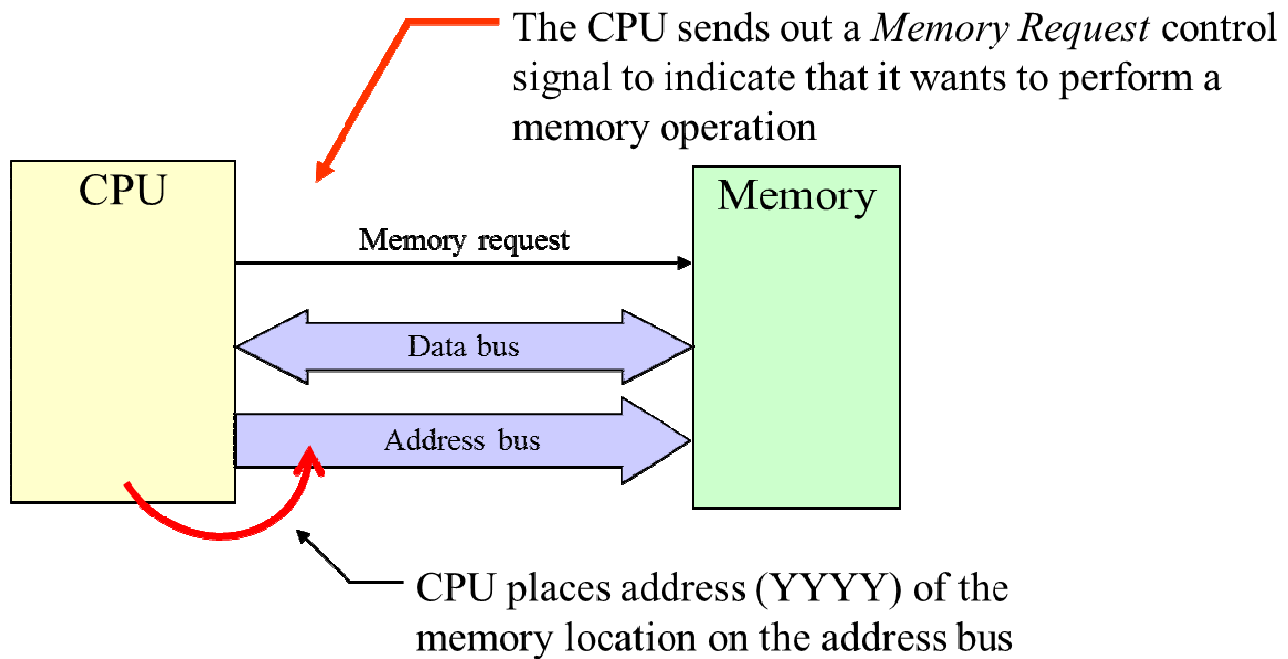 The CPU sends out a Memory Request control
signal to indicate that it wants to perform a
memory operation
CPU
Memory
Memory request
Data bus
Address bus
CPU places address (YYYY) of the
memory location on the address bus